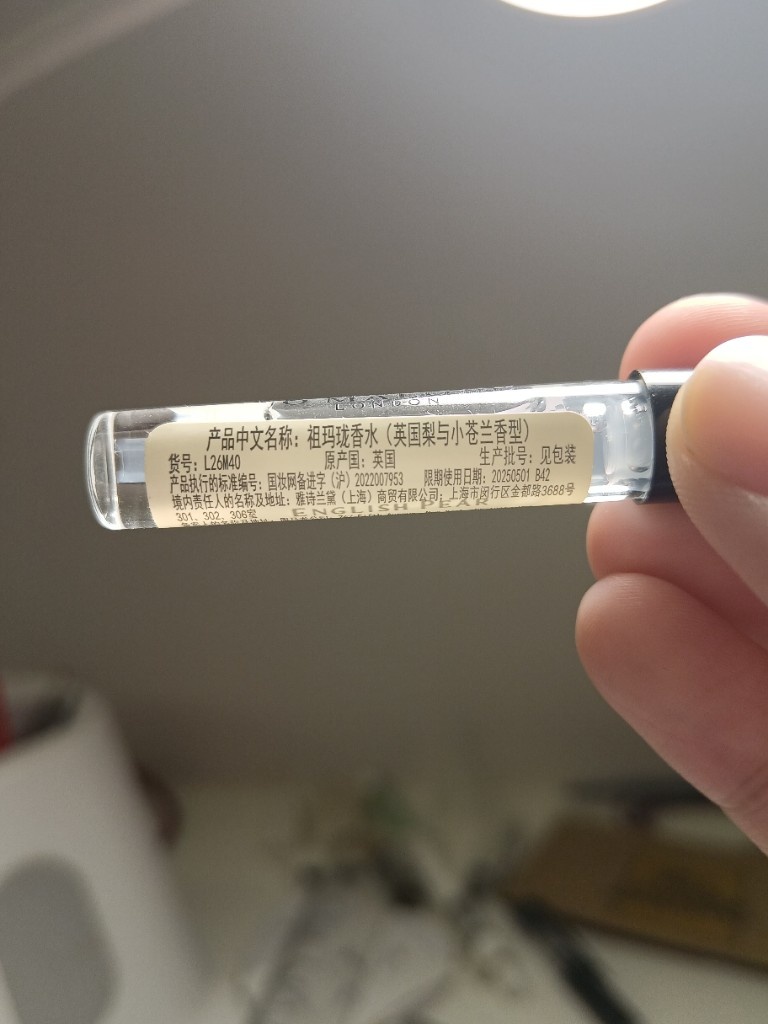 LONDON
产品中文名称：祖玛珑香水（英国梨与小苍兰香型）
货号：L26M40 原产国：英国 生产批号：见包装
产品执行的标准编号：国妆网备进字（沪）2022007953 限期使用日期：20250501 B42
境内责任人的名称及地址：雅诗兰黛（上海）商贸有限公司；上海市闵行区金都路3688号
301、302、306室
ENGLISH PEAR